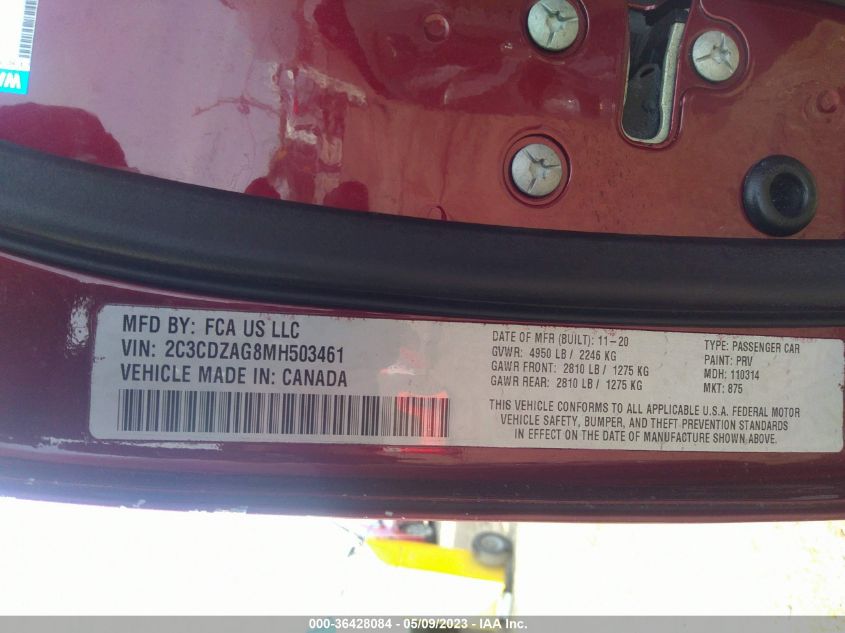 MFD BY: FCA US LLC
VIN: 2C3CDZAG8MH503461
VEHICLE MADE IN: CANADA
DATE OF MFR (BUILT): 11-20
GVWR: 4950 LB / 2246 KG
GAWR FRONT: 2810 LB / 1275 KG
GAWR REAR: 2810 LB / 1275 KG
TYPE: PASSENGER CAR
PAINT: PRV
MDH: 110314
MKT: 875
THIS VEHICLE CONFORMS TO ALL APPLICABLE U.S.A. FEDERAL MOTOR
VEHICLE SAFETY, BUMPER, AND THEFT PREVENTION STANDARDS
IN EFFECT ON THE DATE OF MANUFACTURE SHOWN ABOVE.
000-36428084 - 05/09/2023 - IAA Inc.